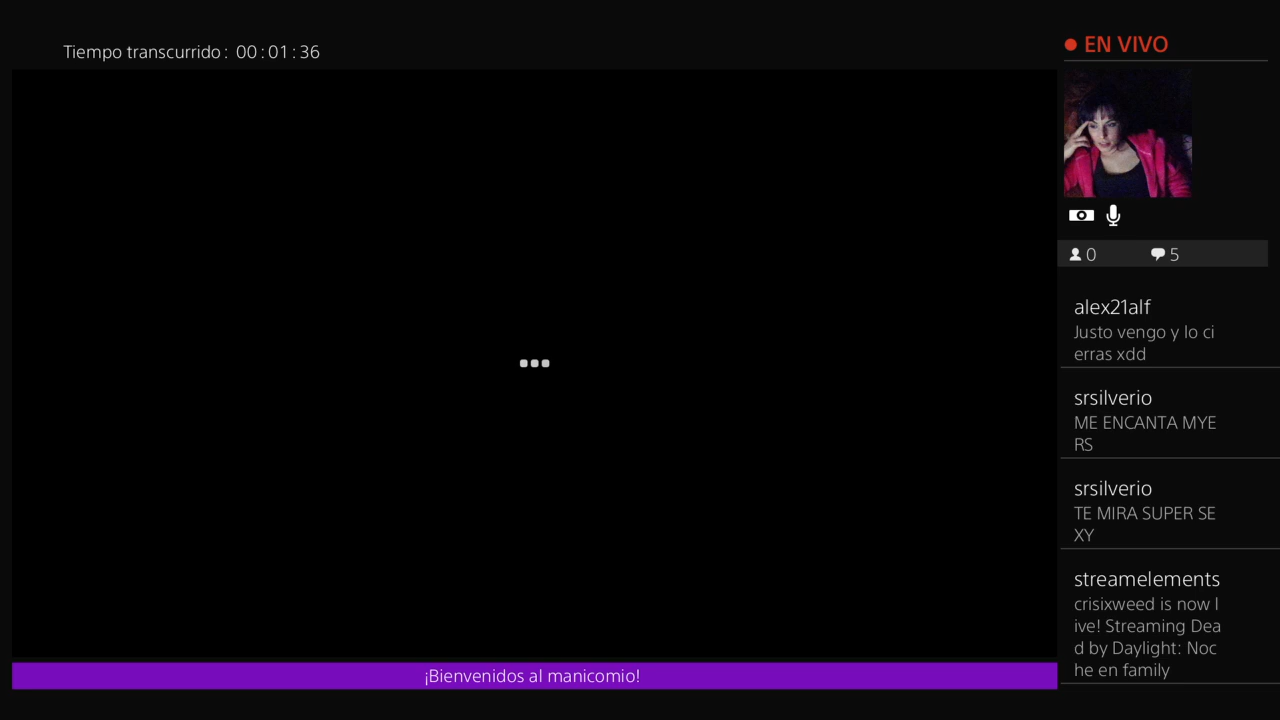 Tiempo transcurrido: 00:01:36
EN VIVO
0
5
alex21alf
Justo vengo y lo ci
erras xdd
srsilverio
ME ENCANTA MYE
RS
srsilverio
TE MIRA SUPER SE
XY
streamelements
crisixweed is now l
ive! Streaming Dea
d by Daylight: Noc
he en family
¡Bienvenidos al manicomio!